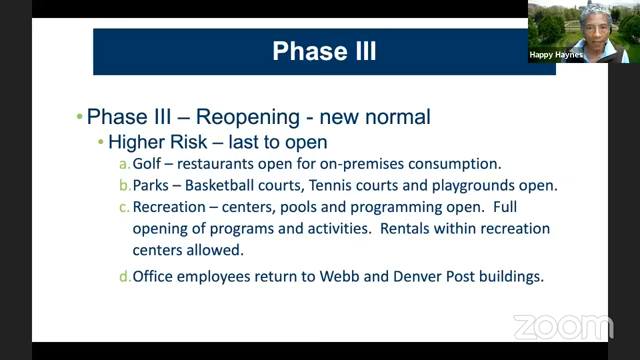 Phase III
Happy Haynes
•Phase III – Reopening - new normal
• Higher Risk – last to open
a. Golf – restaurants open for on-premises consumption.
b. Parks – Basketball courts, Tennis courts and playgrounds open.
c. Recreation – centers, pools and programming open. Full
opening of programs and activities. Rentals within recreation
centers allowed.
d. Office employees return to Webb and Denver Post buildings.
zoom